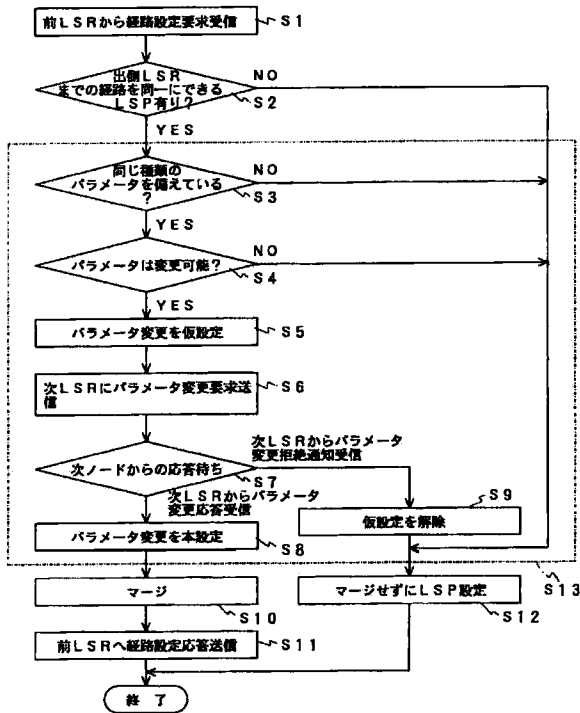 前LSRから経路設定要求受信
S1
出側LSR
までの経路を同一にできる
LSP有り?
NO
S2
YES
同じ種類の
パラメータを備えている
?
NO
S3
YES
パラメータは変更可能?
NO
S4
YES
パラメータ変更を仮設定
S5
次LSRにパラメータ変更要求送
信
S6
次ノードからの応答待ち
S7
次LSRからパラメータ
変更拒絶通知受信
次LSRからパラメータ
変更応答受信
S9
仮設定を解除
パラメータ変更を本設定
S8
S13
マージ
S10
マージせずにLSP設定
S12
前LSRへ経路設定応答送信
S11
終 了